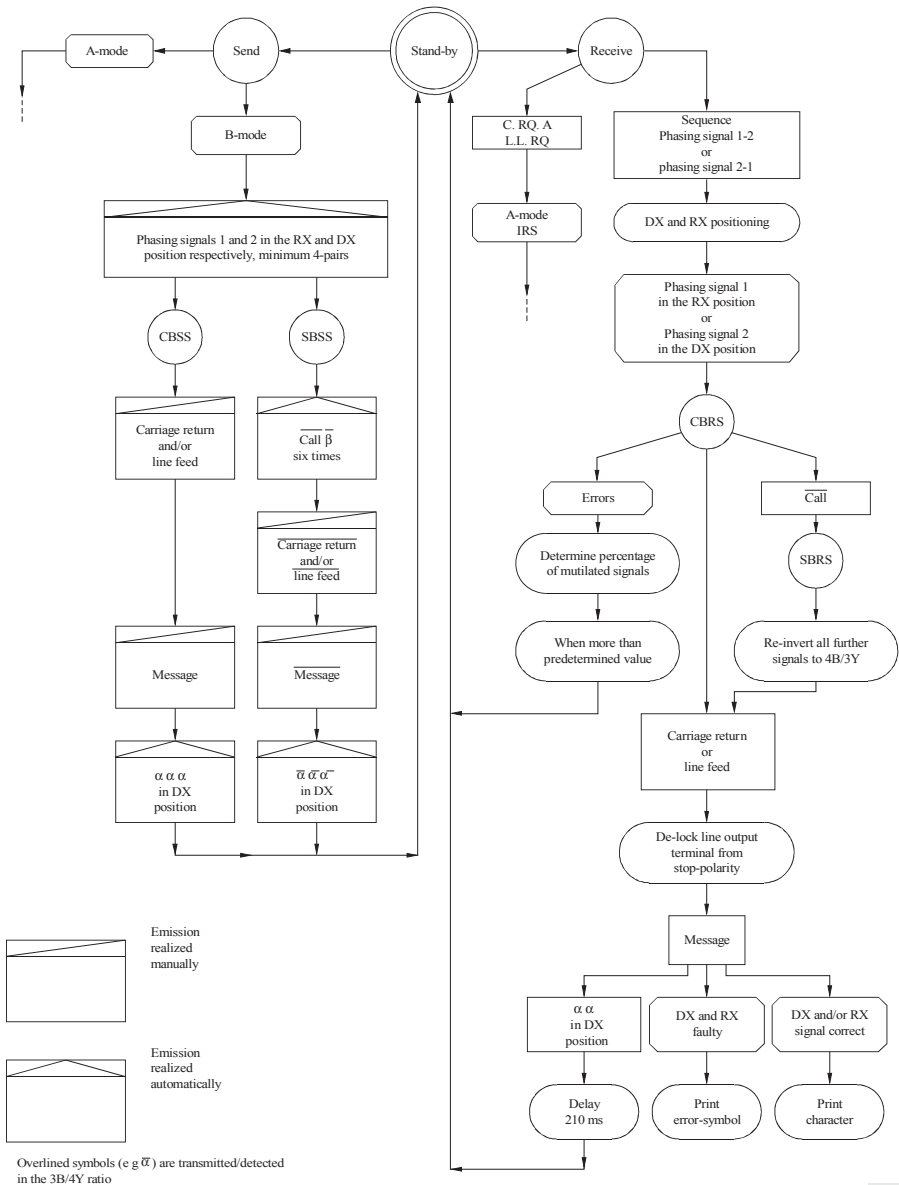 A-mode
Send
Stand-by
Receive
B-mode
C. RQ. A
L.L. RQ
Sequence
Phasing signal 1-2
or
phasing signal 2-1
A-mode
IRS
DX and RX positioning
Phasing signals 1 and 2 in the RX and DX
position respectively, minimum 4-pairs
Phasing signal 1
in the RX position
or
Phasing signal 2
in the DX position
CBSS
SBSS
CBRS
Carriage return
and/or
line feed
C̅a̅l̅l̅ β̅
six times
Errors
C̅a̅l̅l̅
C̅a̅r̅r̅i̅a̅g̅e̅ ̅r̅e̅t̅u̅r̅n̅
and/or
l̅i̅n̅e̅ ̅f̅e̅e̅d̅
Determine percentage
of mutilated signals
SBRS
When more than
predetermined value
Re-invert all further
signals to 4B/3Y
Message
M̅e̅s̅s̅a̅g̅e̅
Carriage return
or
line feed
α α α
in DX
position
α̅ α̅ α̅
in DX
position
De-lock line output
terminal from
stop-polarity
Message
α α
in DX
position
DX and RX
faulty
DX and/or RX
signal correct
Delay
210 ms
Print
error-symbol
Print
character
Emission
realized
manually
Emission
realized
automatically
Overlined symbols (e g α̅) are transmitted/detected
in the 3B/4Y ratio